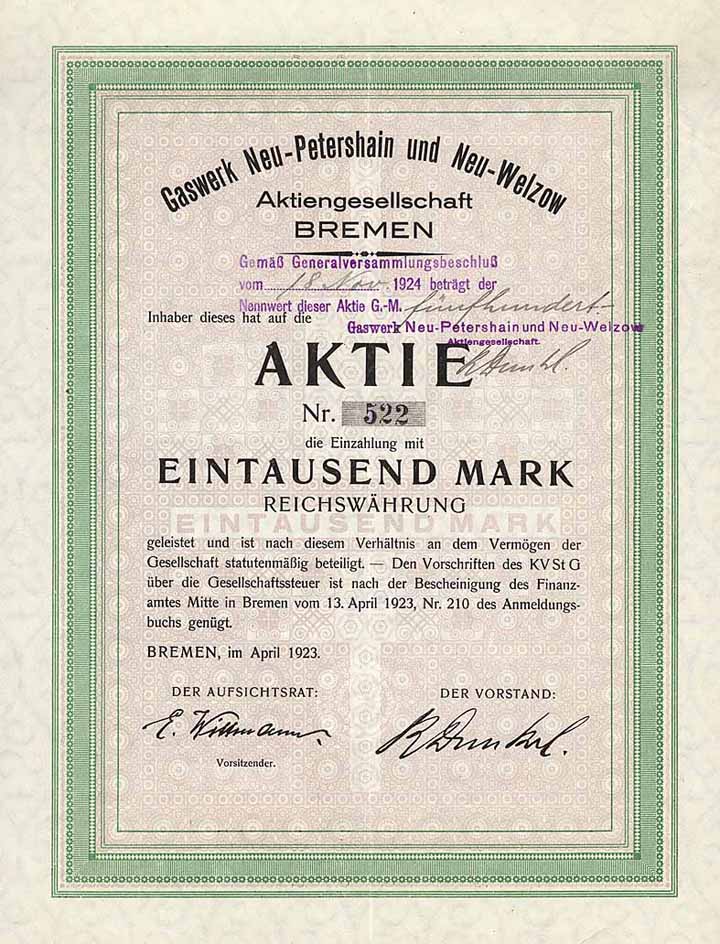 Gaswerk Neu-Petershain und Neu-Welzow
Aktiengesellschaft
BREMEN
Gemäß Generalversammlungsbeschluß
vom 18 Nov. 1924 beträgt der
Nennwert dieser Aktie G.-M. fünfhundert-
Inhaber dieses hat auf die
Gaswerk Neu-Petershain und Neu-Welzow
Aktiengesellschaft.
R Dunkel.
AKTIE
Nr. 522
die Einzahlung mit
EINTAUSEND MARK
REICHSWÄHRUNG
EINTAUSEND MARK
geleistet und ist nach diesem Verhältnis an dem Vermögen der
Gesellschaft statutenmäßig beteiligt. — Den Vorschriften des KVStG
über die Gesellschaftssteuer ist nach der Bescheinigung des Finanz-
amtes Mitte in Bremen vom 13. April 1923, Nr. 210 des Anmeldungs-
buchs genügt.
BREMEN, im April 1923.
DER AUFSICHTSRAT:
DER VORSTAND:
E. Wittmann.
R Dunkel.
Vorsitzender.